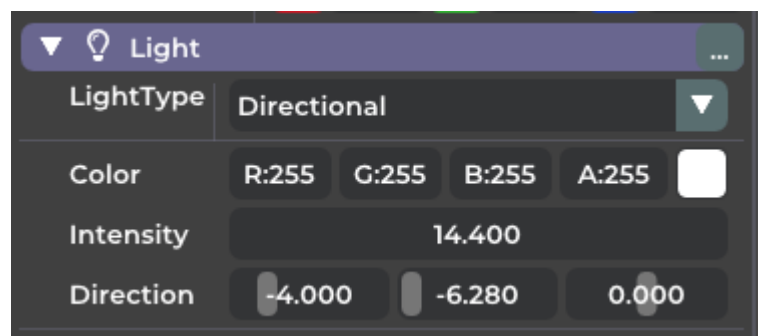 Light ...
LightType Directional
Color R:255 G:255 B:255 A:255
Intensity 14.400
Direction -4.000 -6.280 0.000